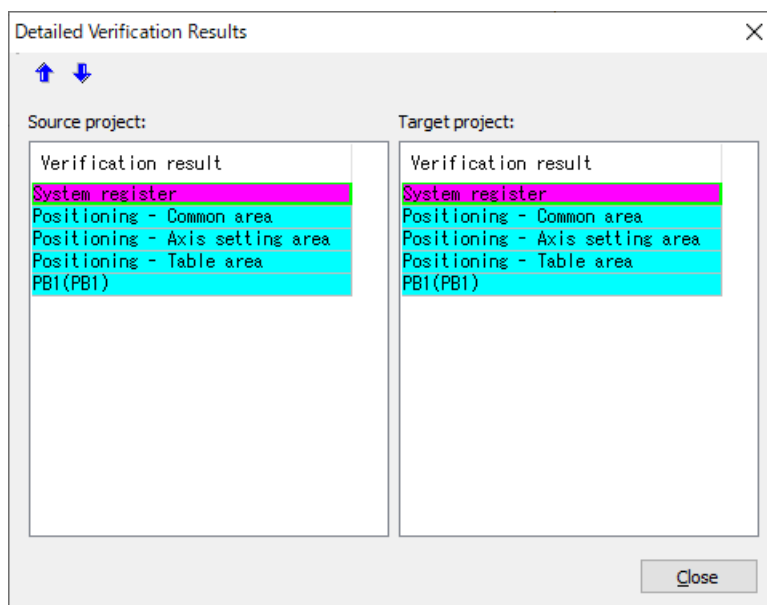 Detailed Verification Results
Source project:
Verification result
System register
Positioning - Common area
Positioning - Axis setting area
Positioning - Table area
PB1(PB1)
Target project:
Verification result
System register
Positioning - Common area
Positioning - Axis setting area
Positioning - Table area
PB1(PB1)
Close